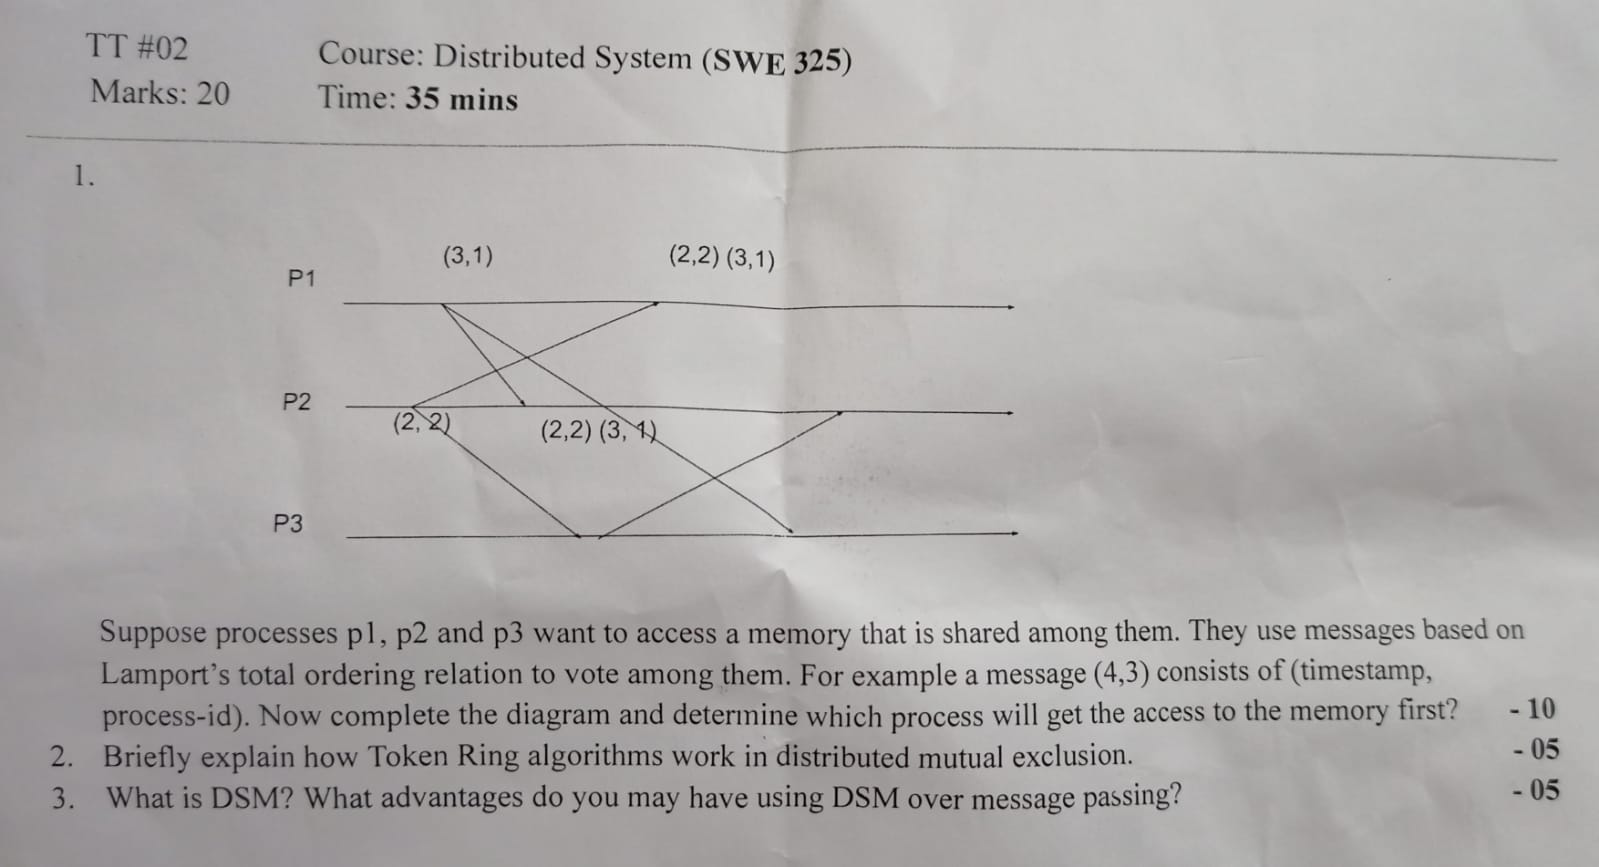 TT #02
Course: Distributed System (SWE 325)
Marks: 20
Time: 35 mins
1.
(3,1)
(2,2) (3,1)
P1
P2
(2, 2)
(2,2) (3, 1)
P3
Suppose processes p1, p2 and p3 want to access a memory that is shared among them. They use messages based on
Lamport's total ordering relation to vote among them. For example a message (4,3) consists of (timestamp,
process-id). Now complete the diagram and determine which process will get the access to the memory first? - 10
2. Briefly explain how Token Ring algorithms work in distributed mutual exclusion. - 05
3. What is DSM? What advantages do you may have using DSM over message passing? - 05